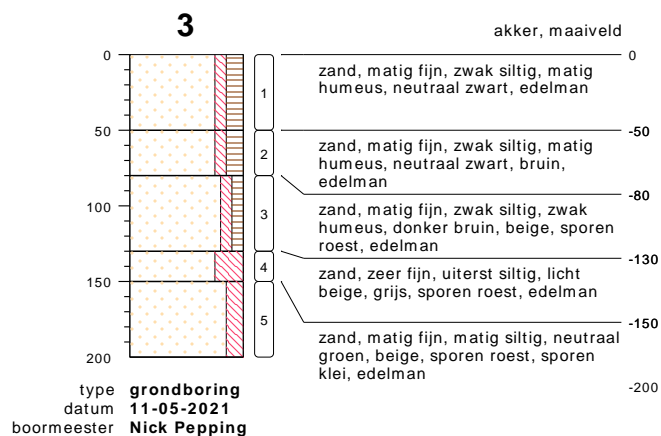 3
akker, maaiveld
0
50
100
150
200
1
2
3
4
5
0
zand, matig fijn, zwak siltig, matig
humeus, neutraal zwart, edelman
-50
zand, matig fijn, zwak siltig, matig
humeus, neutraal zwart, bruin,
edelman
-80
zand, matig fijn, zwak siltig, zwak
humeus, donker bruin, beige, sporen
roest, edelman
-130
zand, zeer fijn, uiterst siltig, licht
beige, grijs, sporen roest, edelman
-150
zand, matig fijn, matig siltig, neutraal
groen, beige, sporen roest, sporen
klei, edelman
-200
type grondboring
datum 11-05-2021
boormeester Nick Pepping